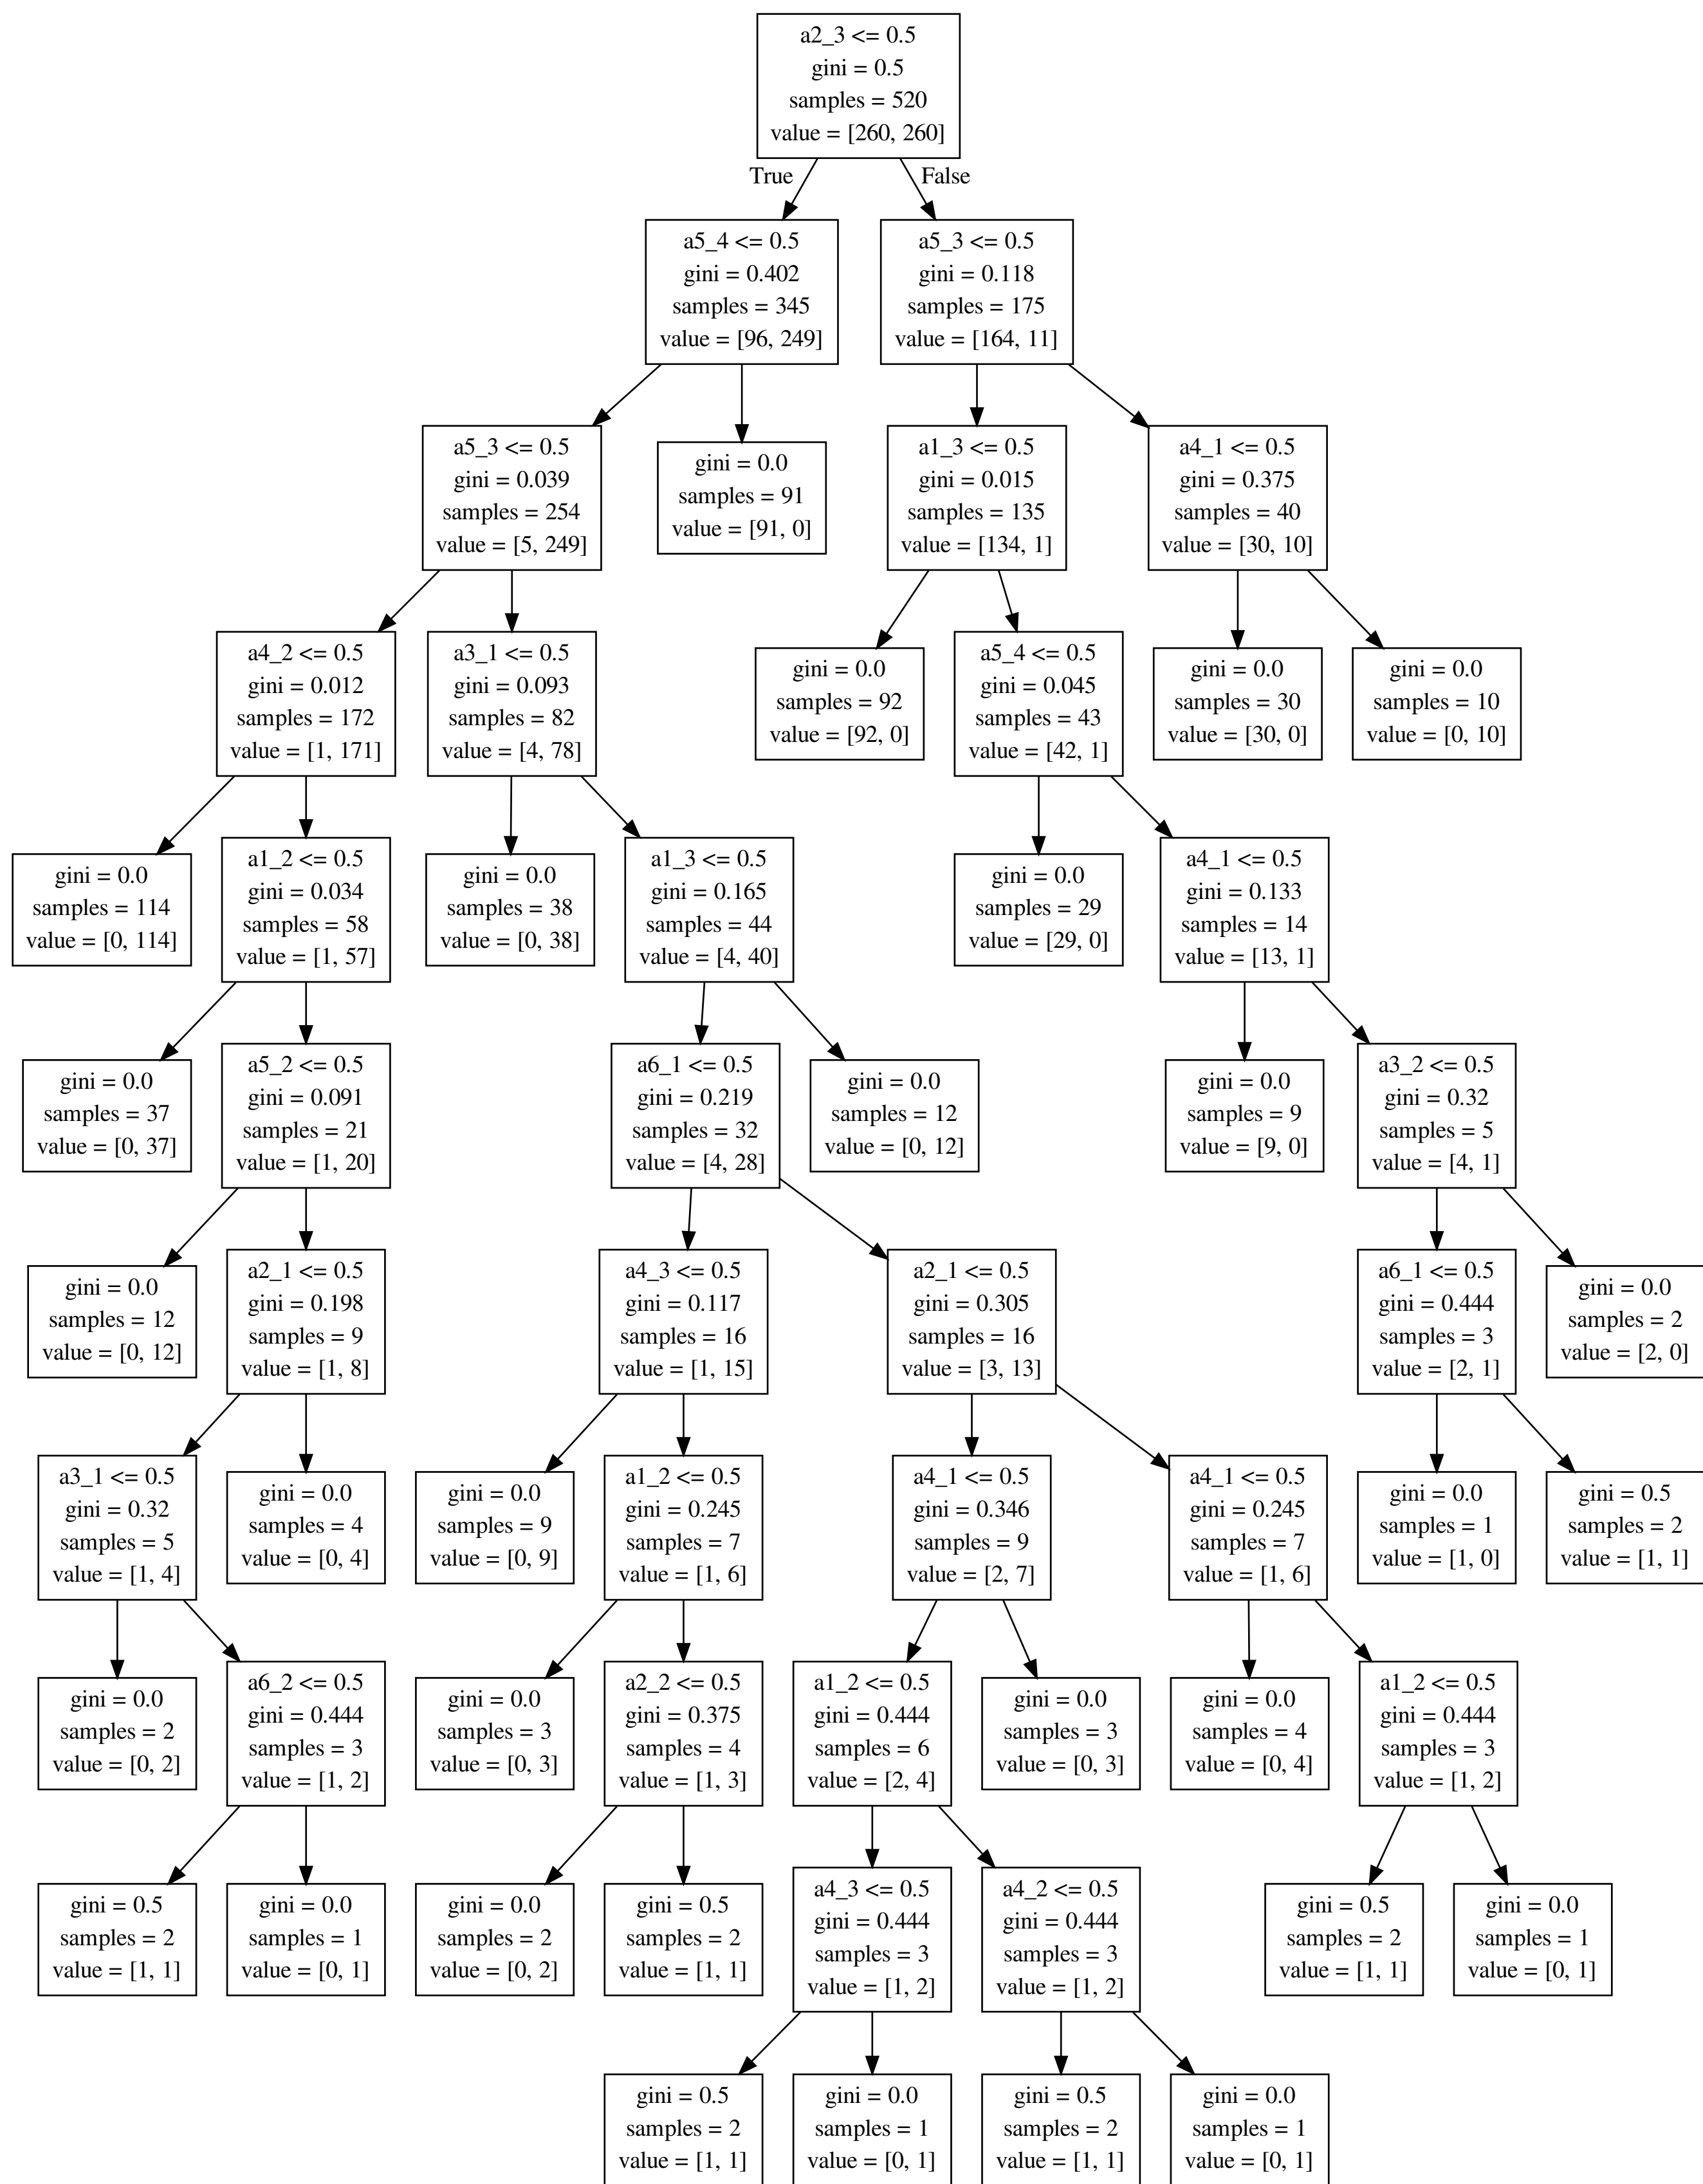 a2_3 <= 0.5
gini = 0.5
samples = 520
value = [260, 260]
True
False
a5_4 <= 0.5
gini = 0.402
samples = 345
value = [96, 249]
a5_3 <= 0.5
gini = 0.118
samples = 175
value = [164, 11]
a5_3 <= 0.5
gini = 0.039
samples = 254
value = [5, 249]
gini = 0.0
samples = 91
value = [91, 0]
a1_3 <= 0.5
gini = 0.015
samples = 135
value = [134, 1]
a4_1 <= 0.5
gini = 0.375
samples = 40
value = [30, 10]
a4_2 <= 0.5
gini = 0.012
samples = 172
value = [1, 171]
a3_1 <= 0.5
gini = 0.093
samples = 82
value = [4, 78]
gini = 0.0
samples = 92
value = [92, 0]
a5_4 <= 0.5
gini = 0.045
samples = 43
value = [42, 1]
gini = 0.0
samples = 30
value = [30, 0]
gini = 0.0
samples = 10
value = [0, 10]
gini = 0.0
samples = 114
value = [0, 114]
a1_2 <= 0.5
gini = 0.034
samples = 58
value = [1, 57]
gini = 0.0
samples = 38
value = [0, 38]
a1_3 <= 0.5
gini = 0.165
samples = 44
value = [4, 40]
gini = 0.0
samples = 29
value = [29, 0]
a4_1 <= 0.5
gini = 0.133
samples = 14
value = [13, 1]
gini = 0.0
samples = 37
value = [0, 37]
a5_2 <= 0.5
gini = 0.091
samples = 21
value = [1, 20]
a6_1 <= 0.5
gini = 0.219
samples = 32
value = [4, 28]
gini = 0.0
samples = 12
value = [0, 12]
gini = 0.0
samples = 9
value = [9, 0]
a3_2 <= 0.5
gini = 0.32
samples = 5
value = [4, 1]
gini = 0.0
samples = 12
value = [0, 12]
a2_1 <= 0.5
gini = 0.198
samples = 9
value = [1, 8]
a4_3 <= 0.5
gini = 0.117
samples = 16
value = [1, 15]
a2_1 <= 0.5
gini = 0.305
samples = 16
value = [3, 13]
a6_1 <= 0.5
gini = 0.444
samples = 3
value = [2, 1]
gini = 0.0
samples = 2
value = [2, 0]
a3_1 <= 0.5
gini = 0.32
samples = 5
value = [1, 4]
gini = 0.0
samples = 4
value = [0, 4]
gini = 0.0
samples = 9
value = [0, 9]
a1_2 <= 0.5
gini = 0.245
samples = 7
value = [1, 6]
a4_1 <= 0.5
gini = 0.346
samples = 9
value = [2, 7]
a4_1 <= 0.5
gini = 0.245
samples = 7
value = [1, 6]
gini = 0.0
samples = 1
value = [1, 0]
gini = 0.5
samples = 2
value = [1, 1]
gini = 0.0
samples = 2
value = [0, 2]
a6_2 <= 0.5
gini = 0.444
samples = 3
value = [1, 2]
gini = 0.0
samples = 3
value = [0, 3]
a2_2 <= 0.5
gini = 0.375
samples = 4
value = [1, 3]
a1_2 <= 0.5
gini = 0.444
samples = 6
value = [2, 4]
gini = 0.0
samples = 3
value = [0, 3]
gini = 0.0
samples = 4
value = [0, 4]
a1_2 <= 0.5
gini = 0.444
samples = 3
value = [1, 2]
gini = 0.5
samples = 2
value = [1, 1]
gini = 0.0
samples = 1
value = [0, 1]
gini = 0.0
samples = 2
value = [0, 2]
gini = 0.5
samples = 2
value = [1, 1]
a4_3 <= 0.5
gini = 0.444
samples = 3
value = [1, 2]
a4_2 <= 0.5
gini = 0.444
samples = 3
value = [1, 2]
gini = 0.5
samples = 2
value = [1, 1]
gini = 0.0
samples = 1
value = [0, 1]
gini = 0.5
samples = 2
value = [1, 1]
gini = 0.0
samples = 1
value = [0, 1]
gini = 0.5
samples = 2
value = [1, 1]
gini = 0.0
samples = 1
value = [0, 1]